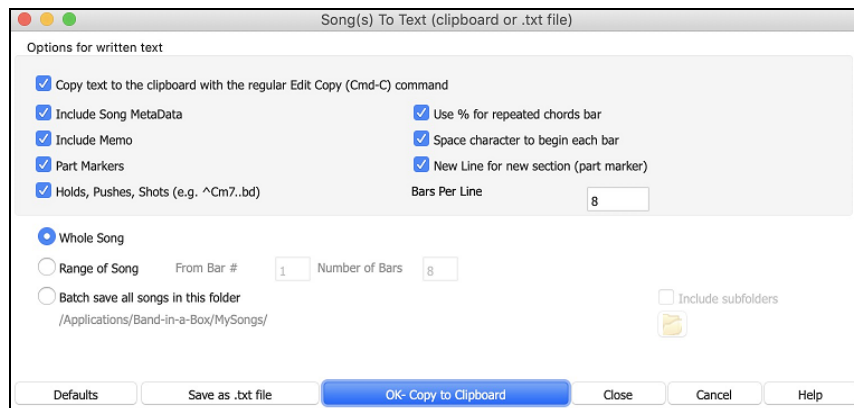 Song(s) To Text (clipboard or .txt file)
Options for written text
Copy text to the clipboard with the regular Edit Copy (Cmd-C) command
Include Song MetaData Use % for repeated chords bar
Include Memo Space character to begin each bar
Part Markers New Line for new section (part marker)
Holds, Pushes, Shots (e.g. ^Cm7..bd) Bars Per Line 8
Whole Song
Range of Song From Bar # 1 Number of Bars 8
Batch save all songs in this folder Include subfolders
/Applications/Band-in-a-Box/MySongs/
Defaults Save as .txt file OK- Copy to Clipboard Close Cancel Help